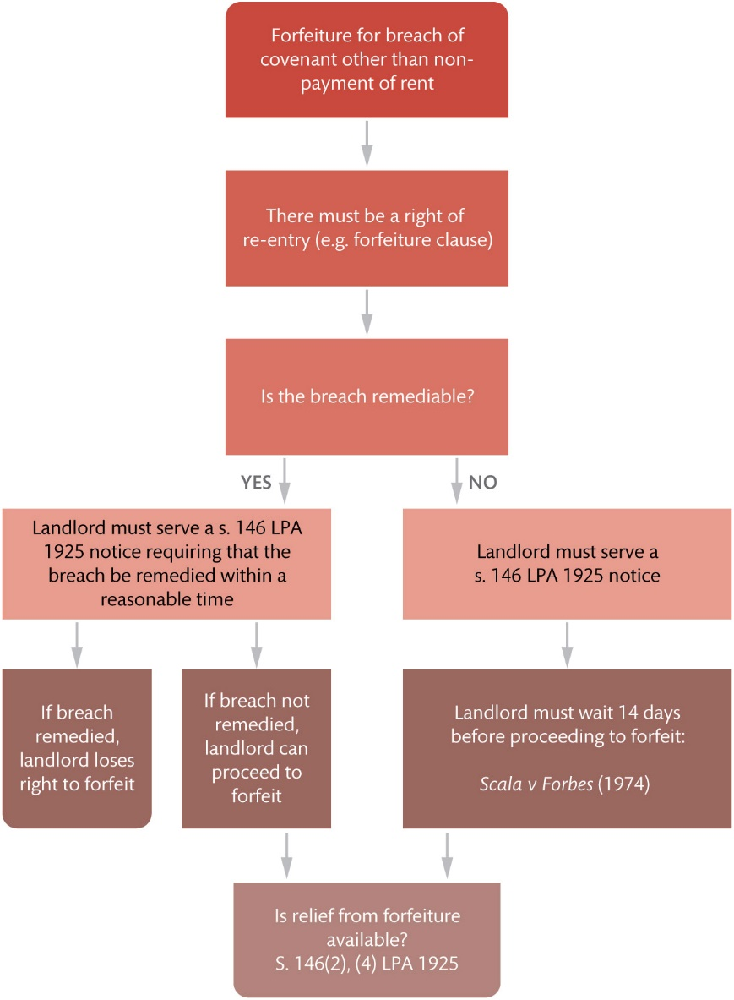 Forfeiture for breach of
covenant other than non-
payment of rent
There must be a right of
re-entry (e.g. forfeiture clause)
Is the breach remediable?
YES
NO
Landlord must serve a s. 146 LPA
1925 notice requiring that the
breach be remedied within a
reasonable time
Landlord must serve a
s. 146 LPA 1925 notice
If breach
remedied,
landlord loses
right to forfeit
If breach not
remedied,
landlord can
proceed to
forfeit
Landlord must wait 14 days
before proceeding to forfeit:
Scala v Forbes (1974)
Is relief from forfeiture
available?
S. 146(2), (4) LPA 1925